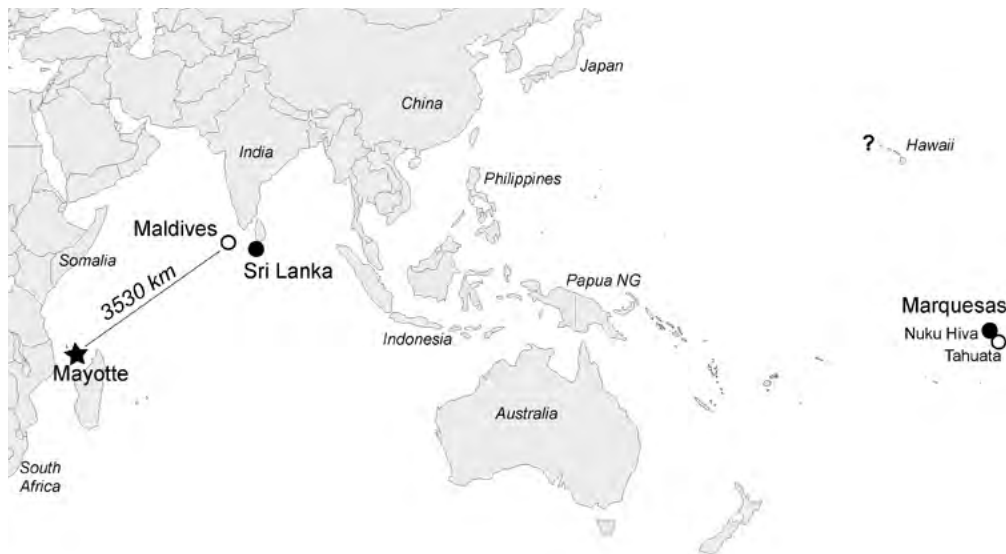 Japan
China
?
Hawaii
India
Philippines
Maldives
Somalia
Sri Lanka
3530 km
Papua NG
Marquesas
Nuku Hiva
Tahuata
Indonesia
Mayotte
Australia
South
Africa